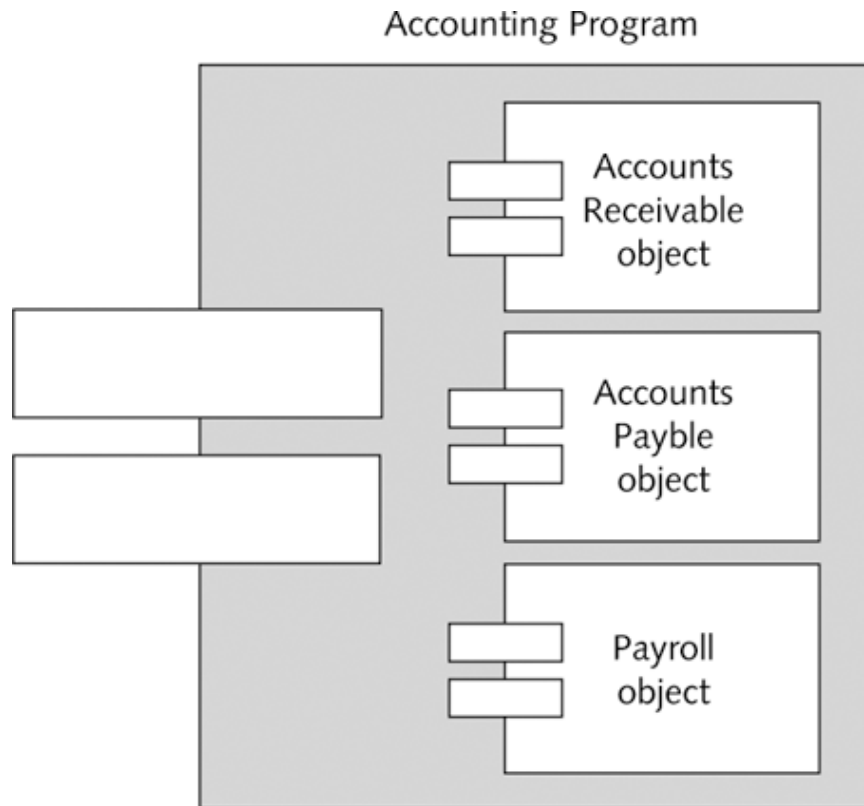 Accounting Program
Accounts
Receivable
object
Accounts
Payble
object
Payroll
object